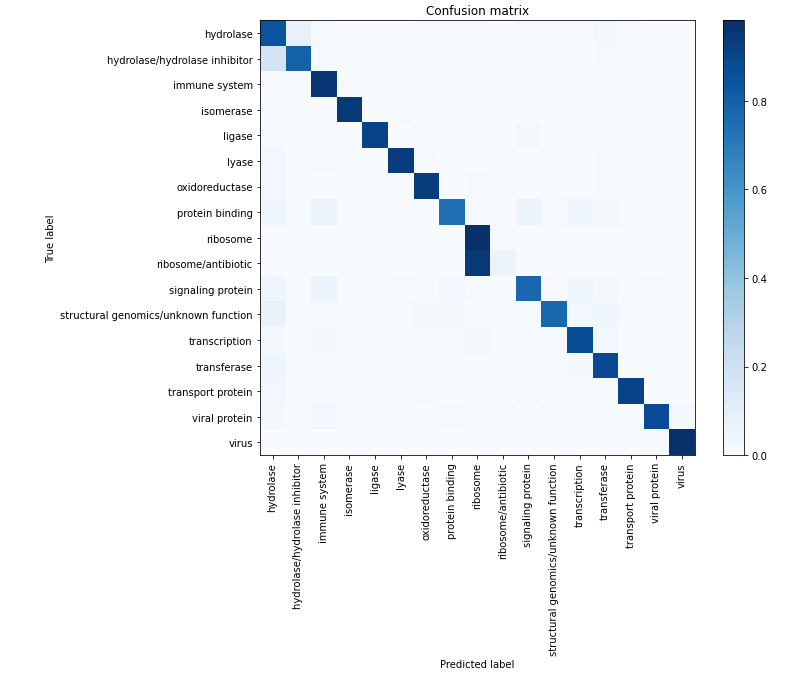 Confusion matrix
True label
hydrolase
hydrolase/hydrolase inhibitor
immune system
isomerase
ligase
lyase
oxidoreductase
protein binding
ribosome
ribosome/antibiotic
signaling protein
structural genomics/unknown function
transcription
transferase
transport protein
viral protein
virus
hydrolase
hydrolase/hydrolase inhibitor
immune system
isomerase
ligase
lyase
oxidoreductase
protein binding
ribosome
ribosome/antibiotic
signaling protein
structural genomics/unknown function
transcription
transferase
transport protein
viral protein
virus
Predicted label
0.8
0.6
0.4
0.2
0.0